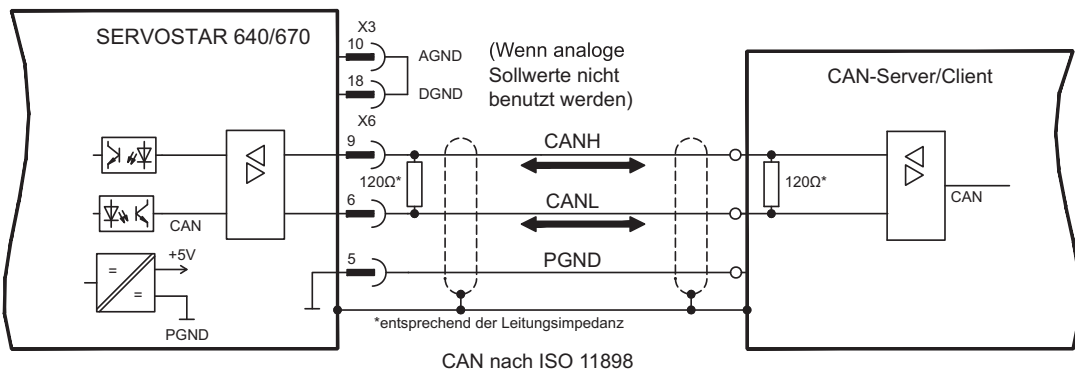 SERVOSTAR 640/670
X3
10
AGND
18
DGND
(Wenn analoge
Sollwerte nicht
benutzt werden)
CAN-Server/Client
X6
9
CANH
120Ω*
120Ω*
6
CANL
CAN
CAN
+5V
5
PGND
=
=
PGND
*entsprechend der Leitungsimpedanz
CAN nach ISO 11898